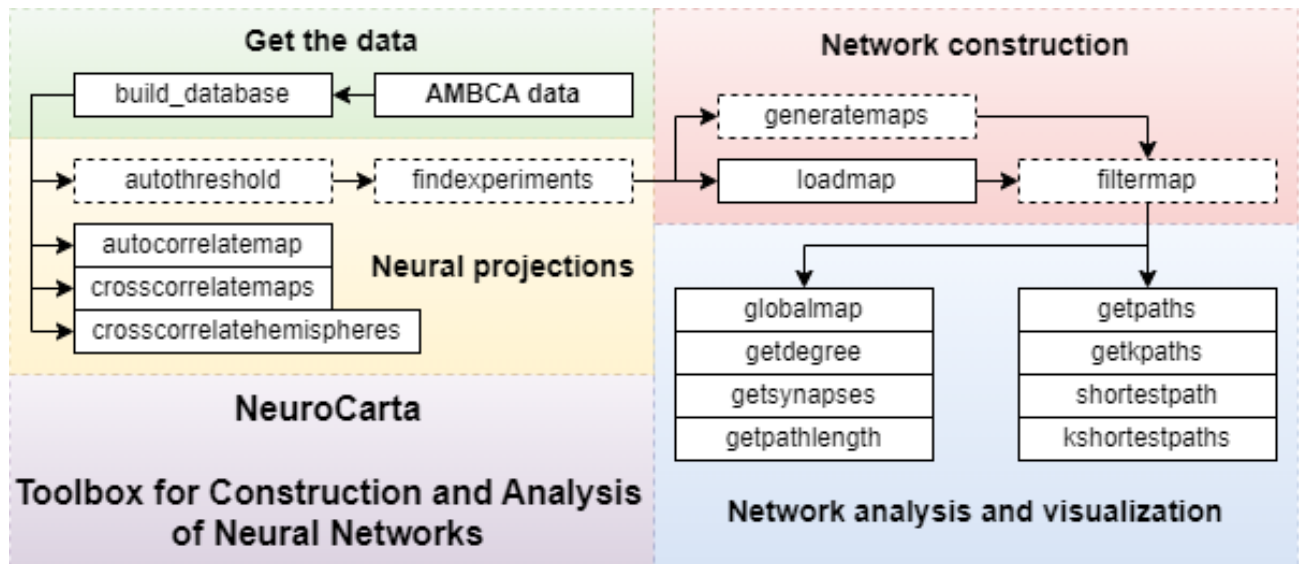 Get the data
build_database
AMBCA data
autothreshold
findexperiments
autocorrelatemap
crosscorrelatemaps
crosscorrelatehemispheres
Neural projections
NeuroCarta
Toolbox for Construction and Analysis
of Neural Networks
Network construction
generatemaps
loadmap
filtermap
globalmap
getdegree
getsynapses
getpathlength
getpaths
getkpaths
shortestpath
kshortestpaths
Network analysis and visualization